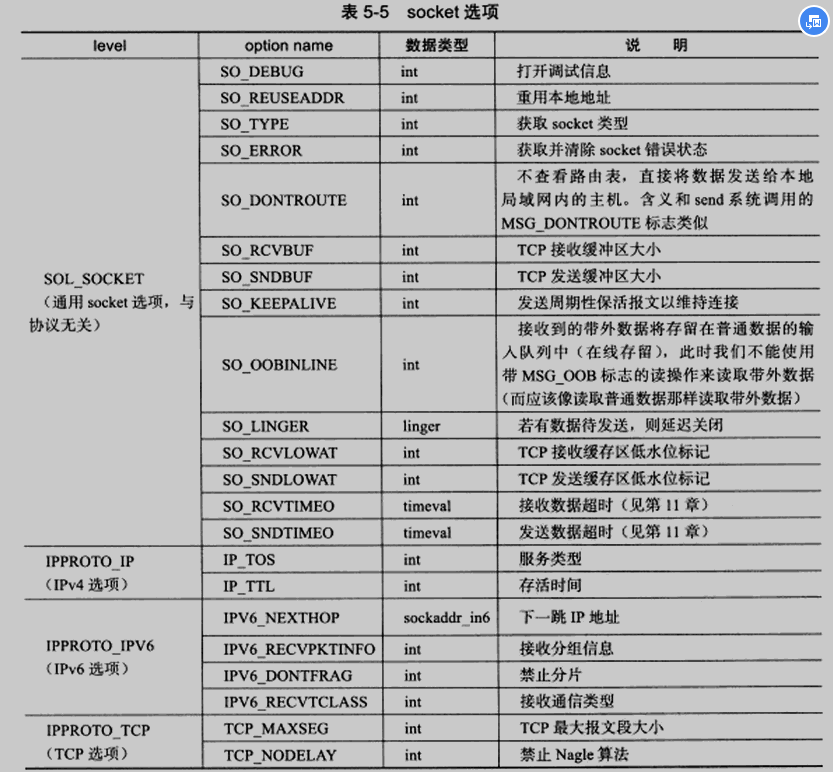 表 5-5 socket 选项
level option name 数据类型 说 明
SOL_SOCKET
（通用 socket 选项，与
协议无关）
SO_DEBUG int 打开调试信息
SO_REUSEADDR int 重用本地地址
SO_TYPE int 获取 socket 类型
SO_ERROR int 获取并清除 socket 错误状态
SO_DONTROUTE int 不查看路由表，直接将数据发送给本地
局域网内的主机。含义和 send 系统调用的
MSG_DONTROUTE 标志类似
SO_RCVBUF int TCP 接收缓冲区大小
SO_SNDBUF int TCP 发送缓冲区大小
SO_KEEPALIVE int 发送周期性保活报文以维持连接
SO_OOBINLINE int 接收到的带外数据将存留在普通数据的输
入队列中（在线存留），此时我们不能使用
带 MSG_OOB 标志的读操作来读取带外数据
（而应该像读取普通数据那样读取带外数据）
SO_LINGER linger 若有数据待发送，则延迟关闭
SO_RCVLOWAT int TCP 接收缓存区低水位标记
SO_SNDLOWAT int TCP 发送缓存区低水位标记
SO_RCVTIMEO timeval 接收数据超时（见第 11 章）
SO_SNDTIMEO timeval 发送数据超时（见第 11 章）
IPPROTO_IP
（IPv4 选项）
IP_TOS int 服务类型
IP_TTL int 存活时间
IPPROTO_IPV6
（IPv6 选项）
IPV6_NEXTHOP sockaddr_in6 下一跳 IP 地址
IPV6_RECVPKTINFO int 接收分组信息
IPV6_DONTFRAG int 禁止分片
IPV6_RECVTCLASS int 接收通信类型
IPPROTO_TCP
（TCP 选项）
TCP_MAXSEG int TCP 最大报文段大小
TCP_NODELAY int 禁止 Nagle 算法